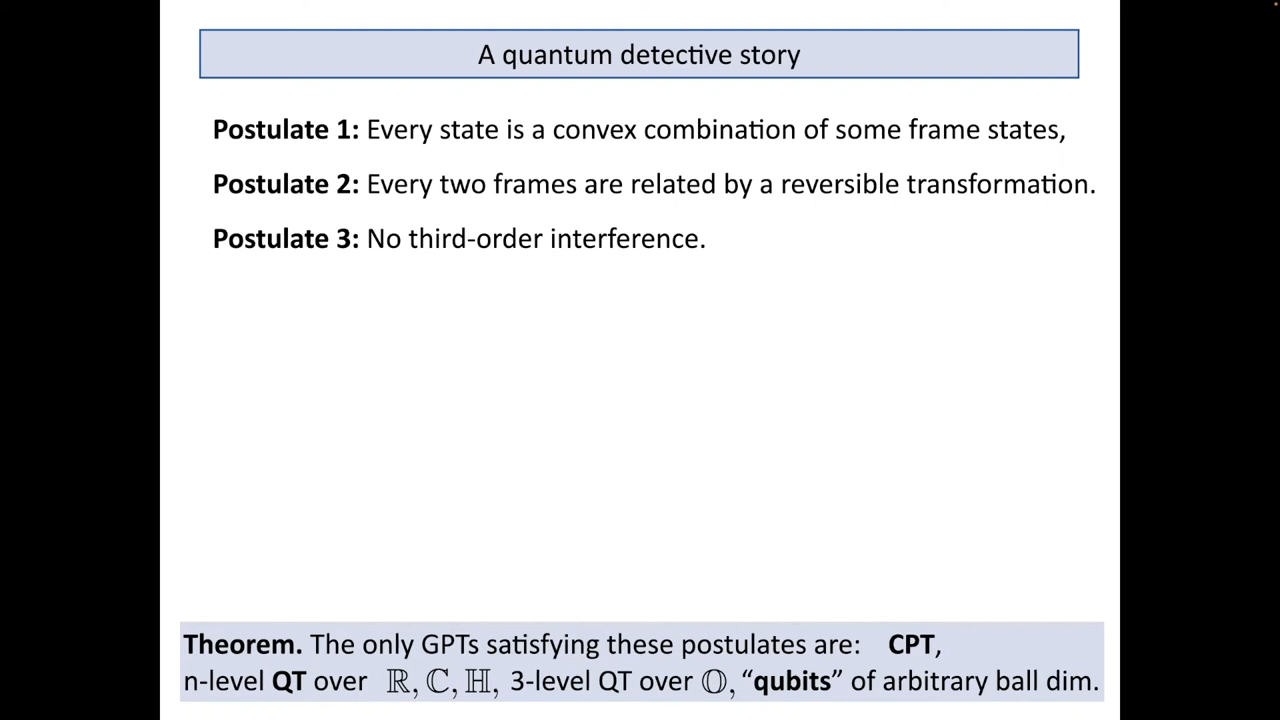 A quantum detective story
Postulate 1: Every state is a convex combination of some frame states,
Postulate 2: Every two frames are related by a reversible transformation.
Postulate 3: No third-order interference.
Theorem. The only GPTs satisfying these postulates are: CPT,
n-level QT over ℝ, ℂ, ℍ, 3-level QT over 𝕆, “qubits” of arbitrary ball dim.